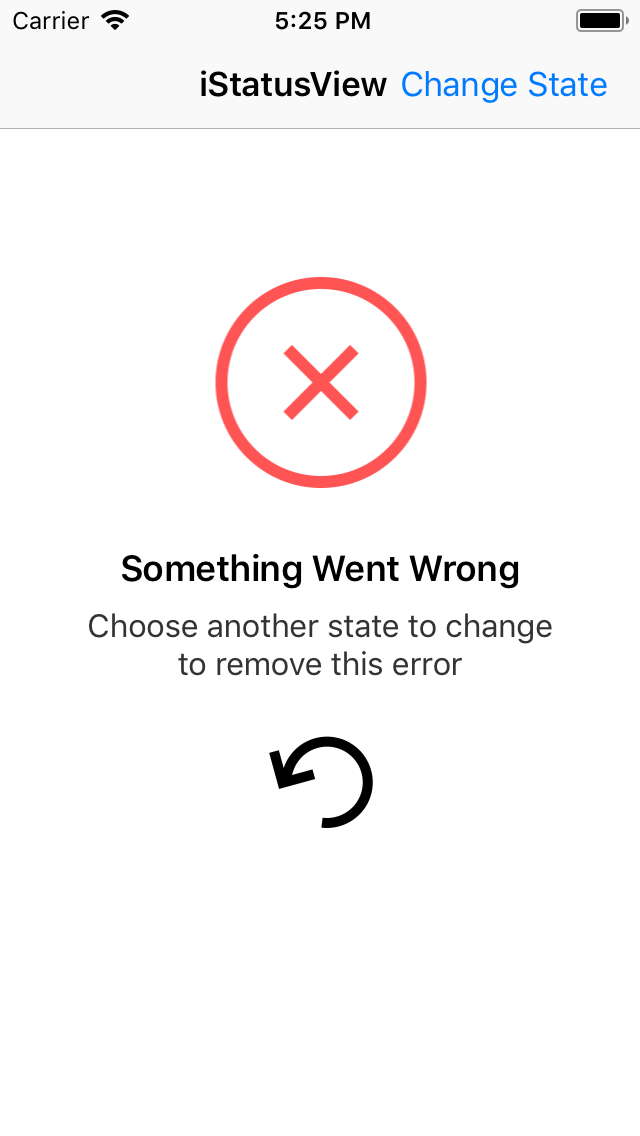 Carrier 5:25 PM
iStatusView Change State
Something Went Wrong
Choose another state to change
to remove this error